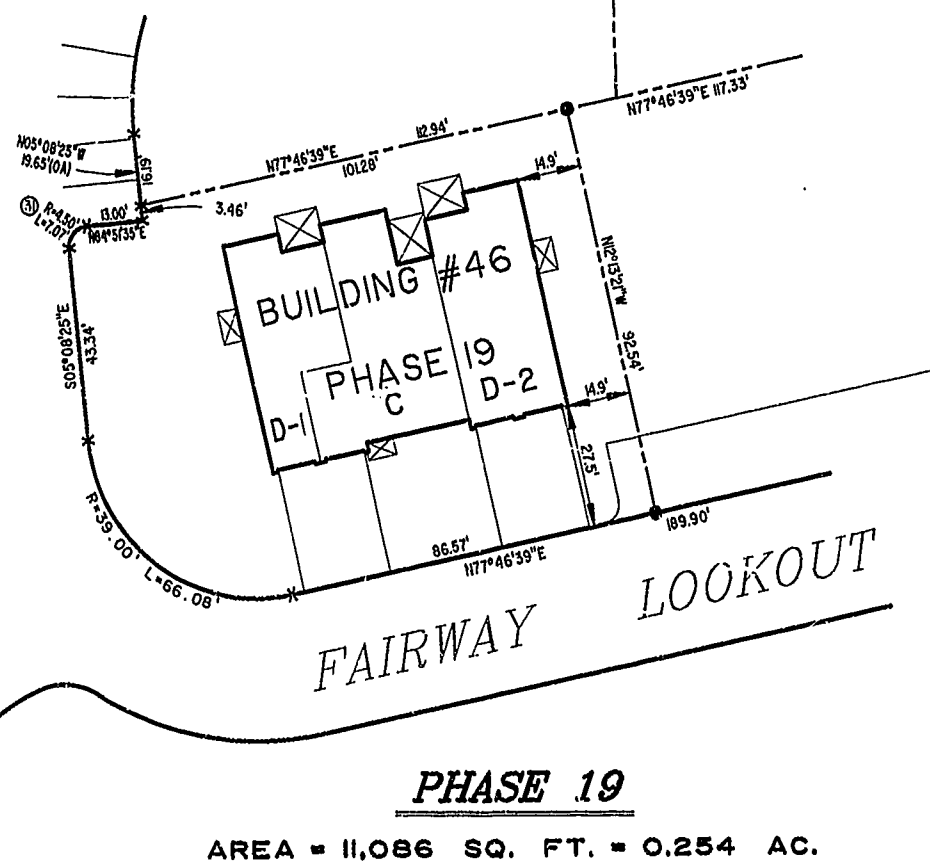 N77°46'39"E 117.33'
112.94'
N77°46'39"E
101.28'
14.9'
N05°08'25"W
19.65'(OA)
16.19'
31
R=4.50'
L=7.07'
13.00'
N84°51'35"E
3.46'
N12°13'21"W
92.54'
BUILDING #46
PHASE 19
C
D-1
D-2
S05°08'25"E
43.34'
14.9'
27.5'
R=39.00'
L=66.08'
86.57'
N77°46'39"E
189.90'
FAIRWAY LOOKOUT
PHASE 19
AREA = 11,086 SQ. FT. = 0.254 AC.